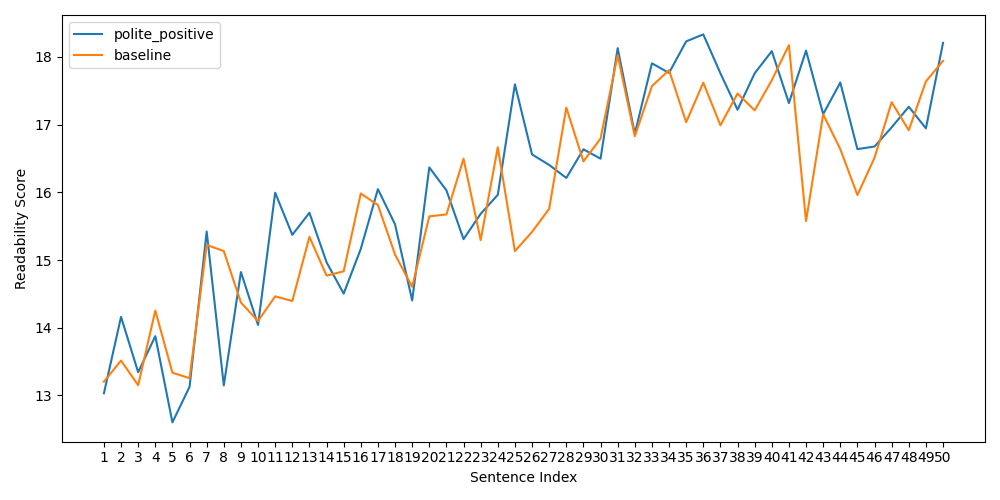 polite_positive
baseline
Readability Score
18
17
16
15
14
13
1 2 3 4 5 6 7 8 9 10 11 12 13 14 15 16 17 18 19 20 21 22 23 24 25 26 27 28 29 30 31 32 33 34 35 36 37 38 39 40 41 42 43 44 45 46 47 48 49 50
Sentence Index